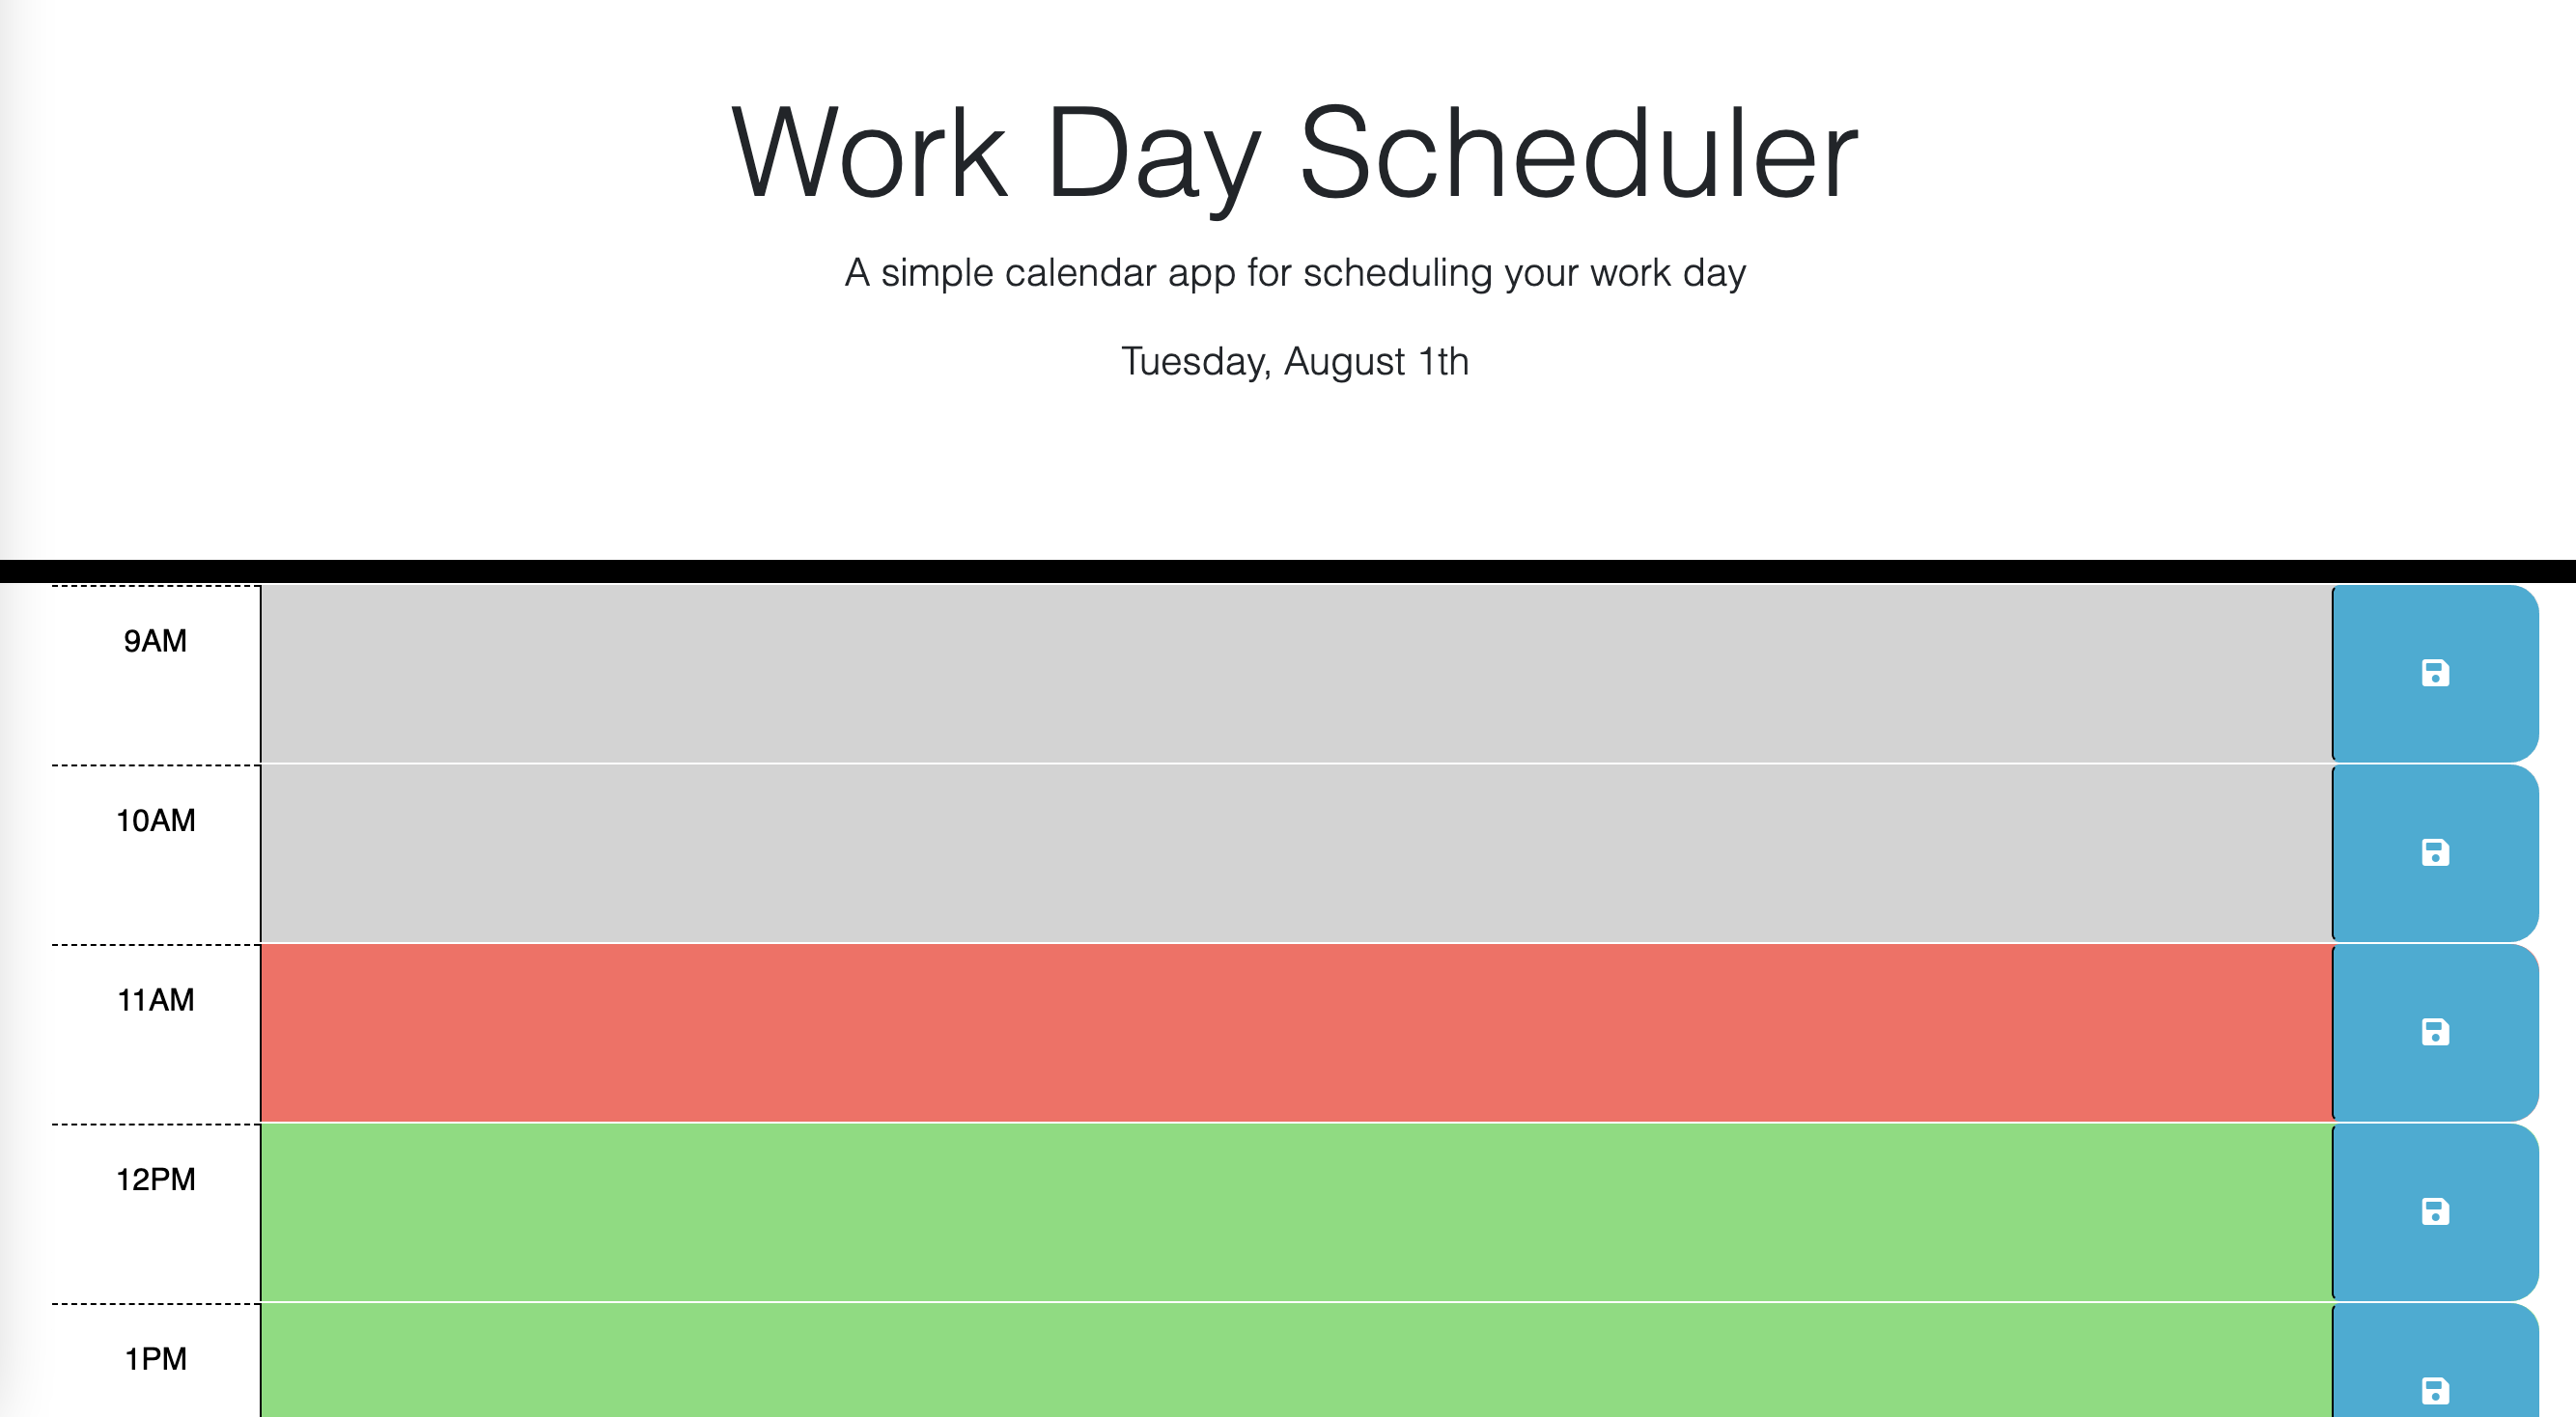 Work Day Scheduler
A simple calendar app for scheduling your work day
Tuesday, August 1th
9AM
10AM
11AM
12PM
1PM